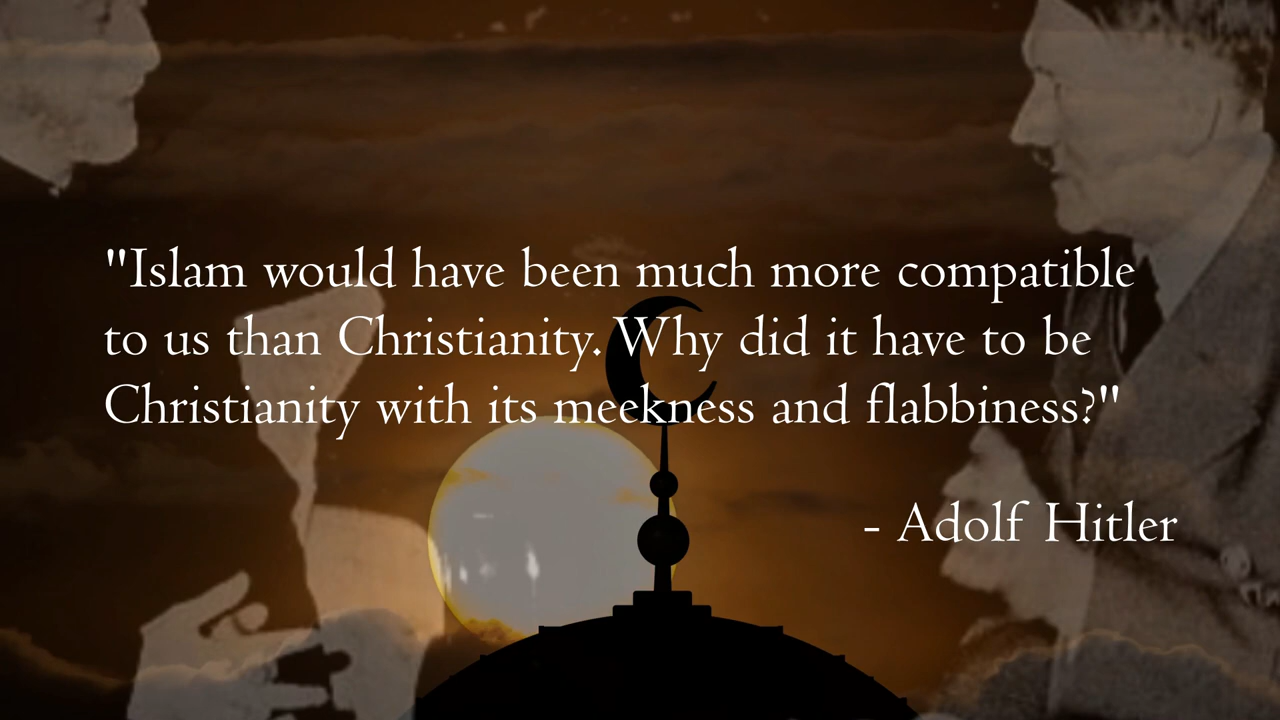 "Islam would have been much more compatible
to us than Christianity. Why did it have to be
Christianity with its meekness and flabbiness?"
- Adolf Hitler